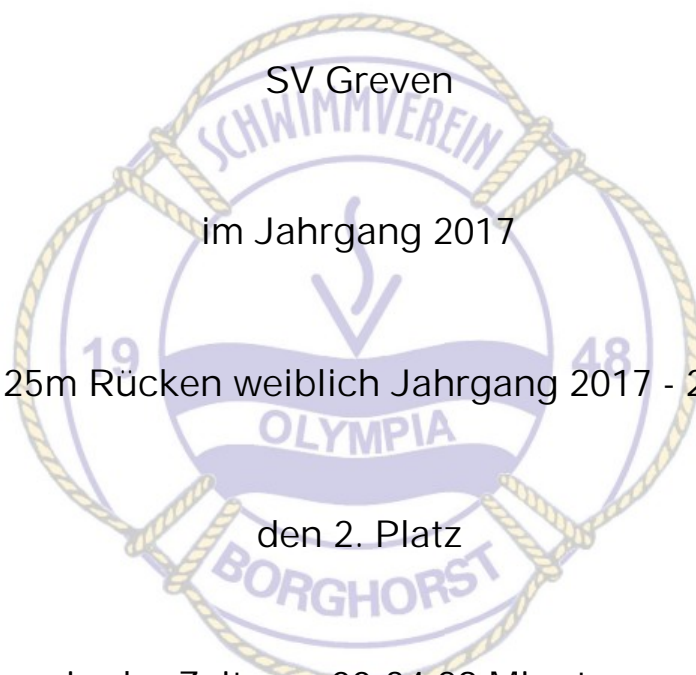 SV Greven
SCHWIMMVEREIN
im Jahrgang 2017
19 48
25m Rücken weiblich Jahrgang 2017 -
OLYMPIA
den 2. Platz
BORGHORST